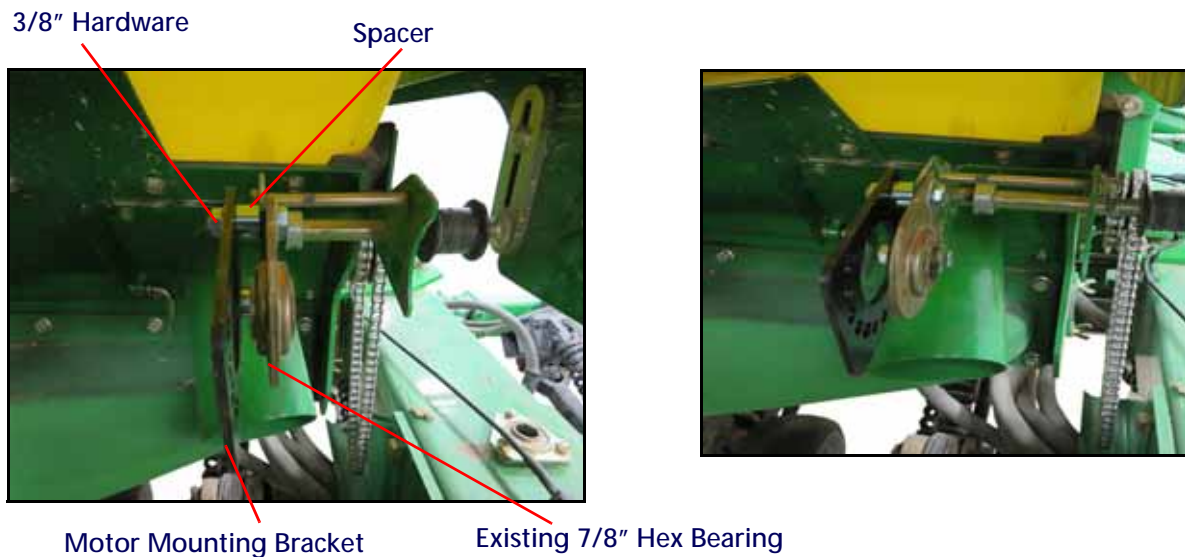 3/8” Hardware
Spacer
Motor Mounting Bracket
Existing 7/8” Hex Bearing